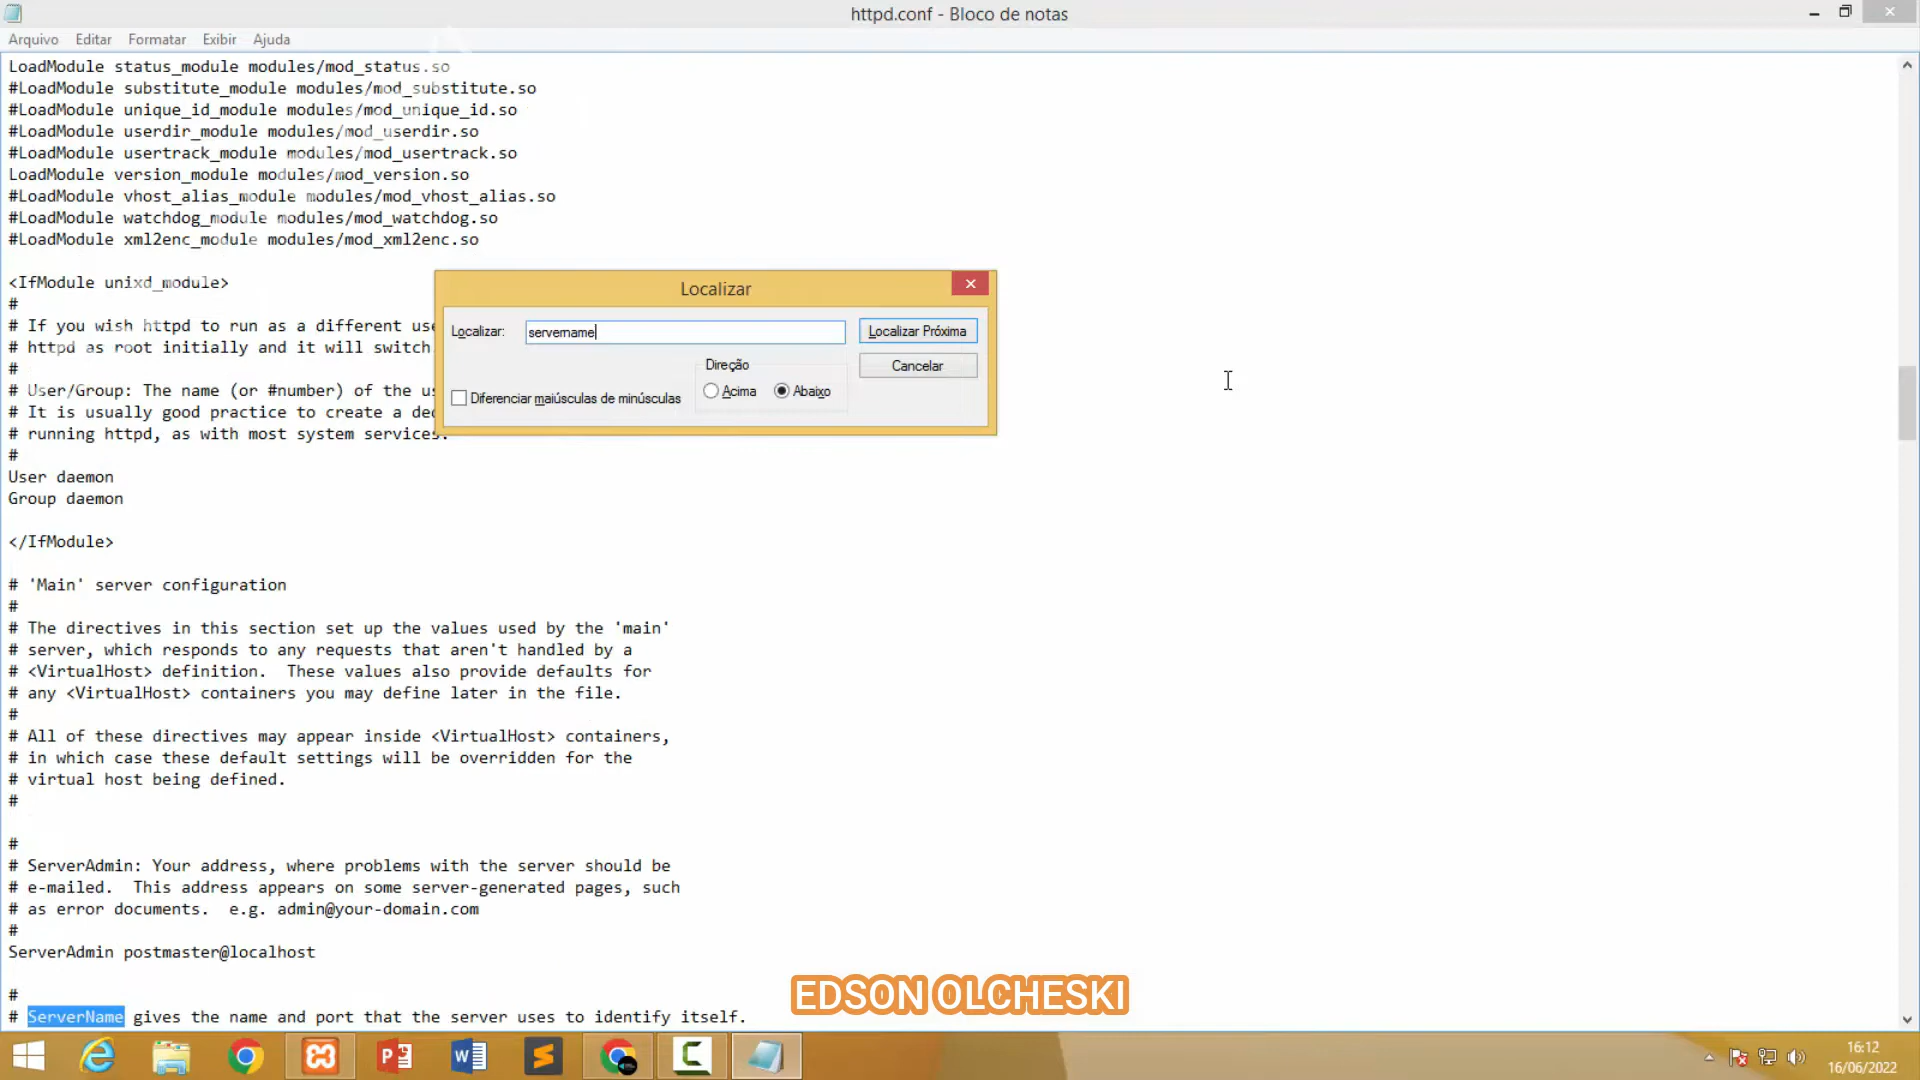 httpd.conf - Bloco de notas
Arquivo Editar Formatar Exibir Ajuda
LoadModule status_module modules/mod_status.so
#LoadModule substitute_module modules/mod_substitute.so
#LoadModule unique_id_module modules/mod_unique_id.so
#LoadModule userdir_module modules/mod_userdir.so
#LoadModule usertrack_module modules/mod_usertrack.so
LoadModule version_module modules/mod_version.so
#LoadModule vhost_alias_module modules/mod_vhost_alias.so
#LoadModule watchdog_module modules/mod_watchdog.so
#LoadModule xml2enc_module modules/mod_xml2enc.so
<IfModule unixd_module>
#
# If you wish httpd to run as a different use
# httpd as root initially and it will switch
#
# User/Group: The name (or #number) of the us
# It is usually good practice to create a ded
# running httpd, as with most system services.
#
User daemon
Group daemon
</IfModule>
Localizar
Localizar: servername Localizar Próxima
Direção
Cancelar
Diferenciar maiúsculas de minúsculas Acima Abaixo
# 'Main' server configuration
#
# The directives in this section set up the values used by the 'main'
# server, which responds to any requests that aren't handled by a
# <VirtualHost> definition.  These values also provide defaults for
# any <VirtualHost> containers you may define later in the file.
#
# All of these directives may appear inside <VirtualHost> containers,
# in which case these default settings will be overridden for the
# virtual host being defined.
#
#
# ServerAdmin: Your address, where problems with the server should be
# e-mailed.  This address appears on some server-generated pages, such
# as error documents.  e.g. admin@your-domain.com
#
ServerAdmin postmaster@localhost
#
# ServerName gives the name and port that the server uses to identify itself.
EDSON OLCHESKI
16:12
16/06/2022